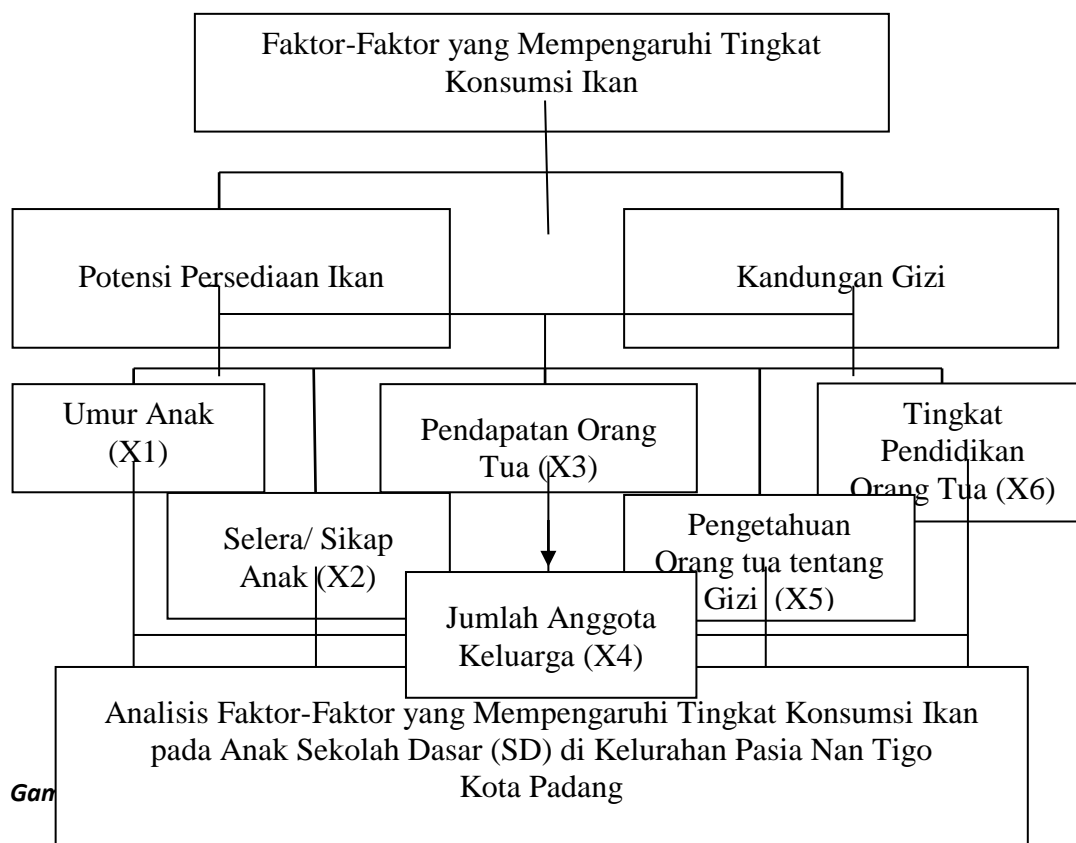 Faktor-Faktor yang Mempengaruhi Tingkat
Konsumsi Ikan
Potensi Persediaan Ikan
Kandungan Gizi
Umur Anak
(X1)
Pendapatan Orang
Tua (X3)
Tingkat
Pendidikan
Orang Tua (X6)
Selera/ Sikap
Anak (X2)
Pengetahuan
Orang tua tentang
Gizi (X5)
Jumlah Anggota
Keluarga (X4)
Analisis Faktor-Faktor yang Mempengaruhi Tingkat Konsumsi Ikan
pada Anak Sekolah Dasar (SD) di Kelurahan Pasia Nan Tigo
Kota Padang